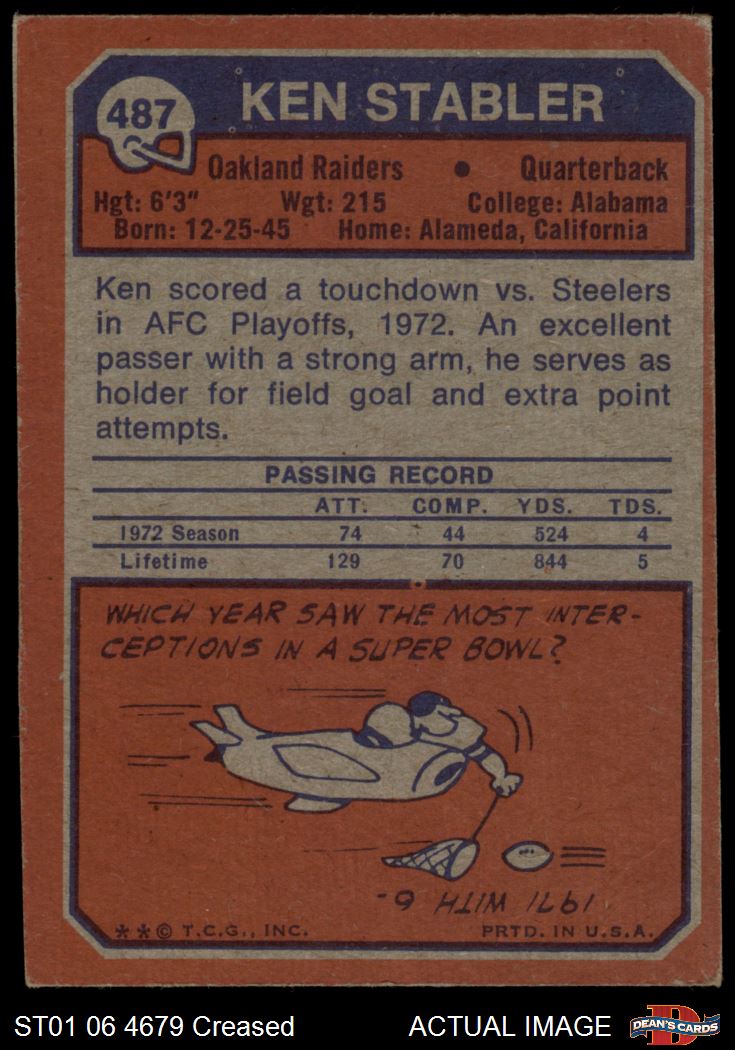 487
KEN STABLER
Oakland Raiders • Quarterback
Hgt: 6'3" Wgt: 215 College: Alabama
Born: 12-25-45 Home: Alameda, California
Ken scored a touchdown vs. Steelers
in AFC Playoffs, 1972. An excellent
passer with a strong arm, he serves as
holder for field goal and extra point
attempts.
PASSING RECORD
ATT. COMP. YDS. TDS.
1972 Season 74 44 524 4
Lifetime 129 70 844 5
WHICH YEAR SAW THE MOST INTER-
CEPTIONS IN A SUPER BOWL?
1971 WITH 6-
**© T.C.G., INC. PRTD. IN U.S.A.
ST01 06 4679 Creased ACTUAL IMAGE
DEAN'S CARDS